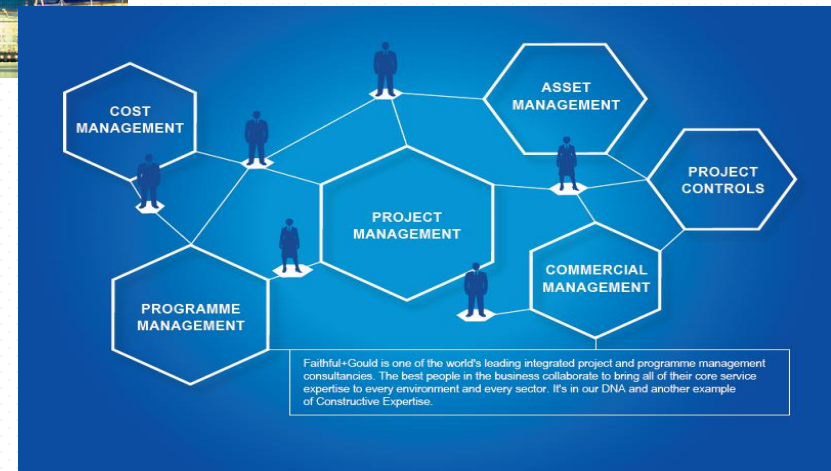 COST
MANAGEMENT
ASSET
MANAGEMENT
PROJECT
CONTROLS
PROJECT
MANAGEMENT
COMMERCIAL
MANAGEMENT
PROGRAMME
MANAGEMENT
Faithful+Gould is one of the world's leading integrated project and programme management
consultancies. The best people in the business collaborate to bring all of their core service
expertise to every environment and every sector. It's in our DNA and another example
of Constructive Expertise.